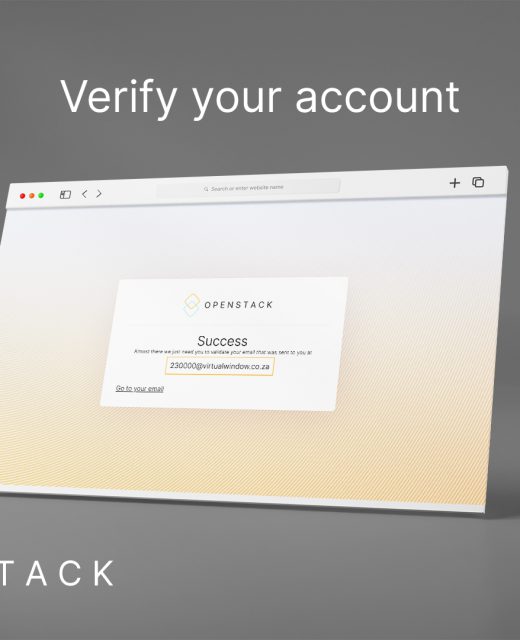 Verify your account
Search or enter website name
OPENSTACK
Success
Almost there we just need you to validate your email that was sent to you at
230000@virtualwindow.co.za
Go to your email
TACK